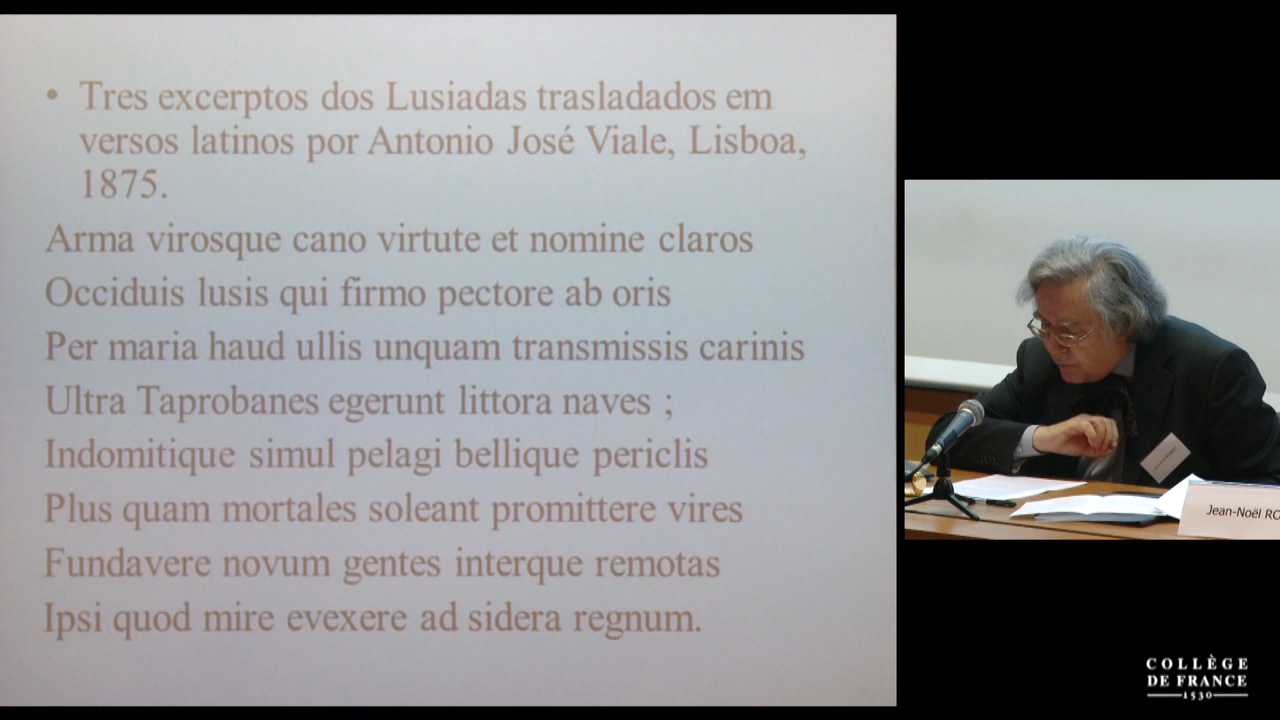 • Tres excerptos dos Lusiadas trasladados em
versos latinos por Antonio José Viale, Lisboa,
1875.
Arma virosque cano virtute et nomine claros
Occiduis lusis qui firmo pectore ab oris
Per maria haud ullis unquam transmissis carinis
Ultra Taprobanes egerunt littora naves ;
Indomitique simul pelagi bellique periclis
Plus quam mortales soleant promittere vires
Fundavere novum gentes interque remotas
Ipsi quod mire evexere ad sidera regnum.
Jean-Noël RO
COLLÈGE
DE FRANCE
1530